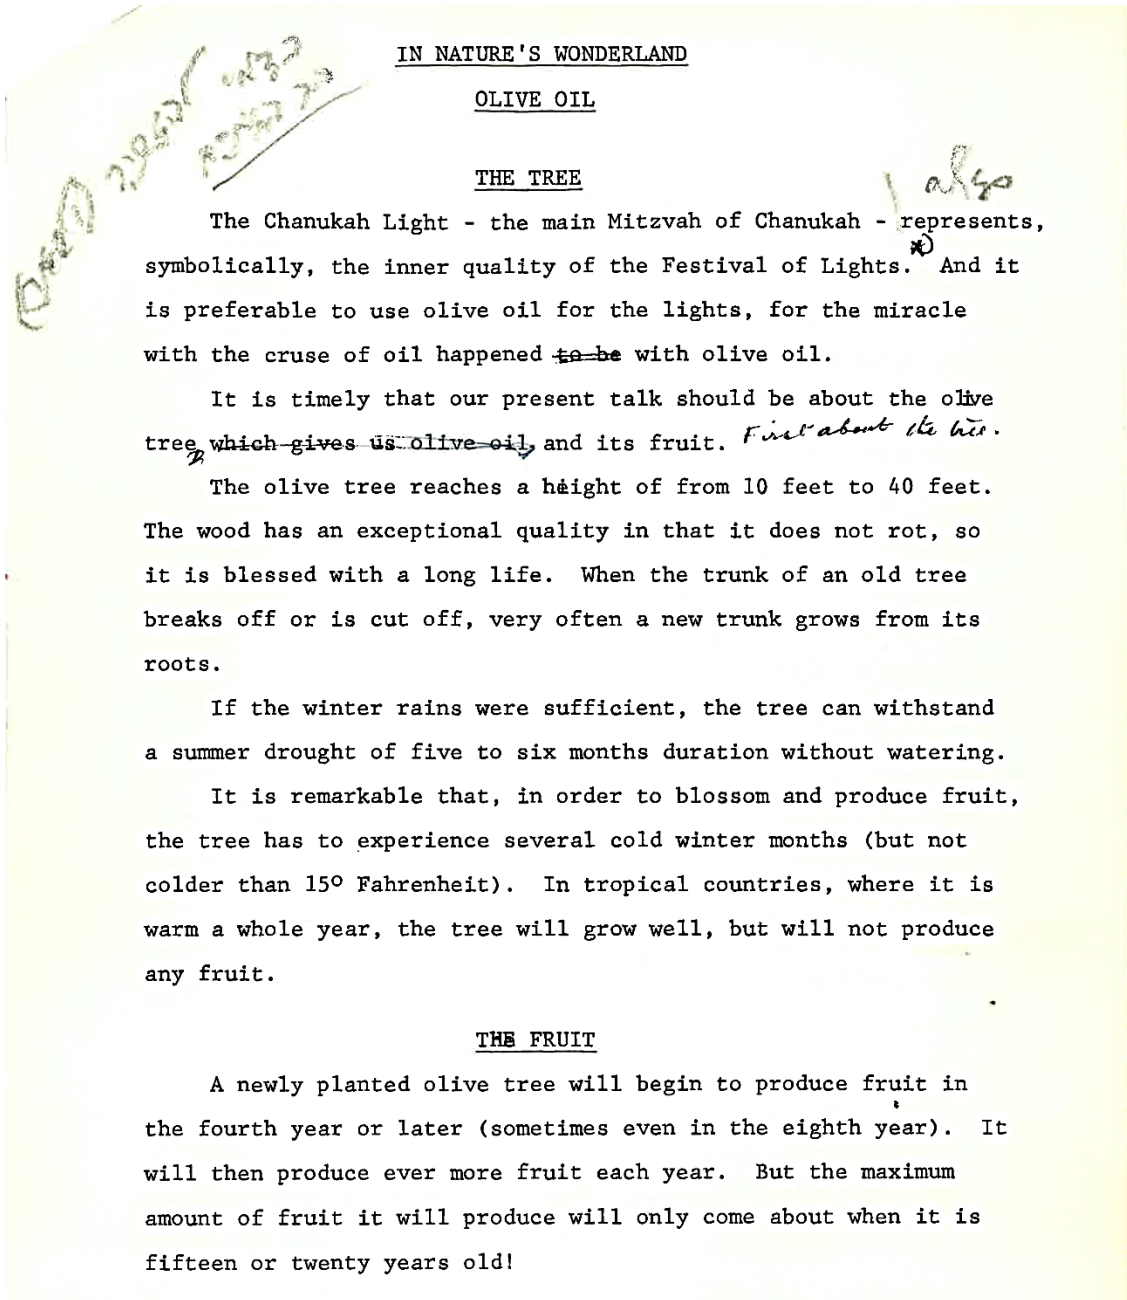 IN NATURE'S WONDERLAND
OLIVE OIL
THE TREE
also
The Chanukah Light - the main Mitzvah of Chanukah - represents,
symbolically, the inner quality of the Festival of Lights. *) And it
is preferable to use olive oil for the lights, for the miracle
with the cruse of oil happened to be with olive oil.
It is timely that our present talk should be about the olive
tree, which gives us olive oil, and its fruit. First about the tree.
The olive tree reaches a height of from 10 feet to 40 feet.
The wood has an exceptional quality in that it does not rot, so
it is blessed with a long life. When the trunk of an old tree
breaks off or is cut off, very often a new trunk grows from its
roots.
If the winter rains were sufficient, the tree can withstand
a summer drought of five to six months duration without watering.
It is remarkable that, in order to blossom and produce fruit,
the tree has to experience several cold winter months (but not
colder than 15º Fahrenheit). In tropical countries, where it is
warm a whole year, the tree will grow well, but will not produce
any fruit.
THE FRUIT
A newly planted olive tree will begin to produce fruit in
the fourth year or later (sometimes even in the eighth year). It
will then produce ever more fruit each year. But the maximum
amount of fruit it will produce will only come about when it is
fifteen or twenty years old!